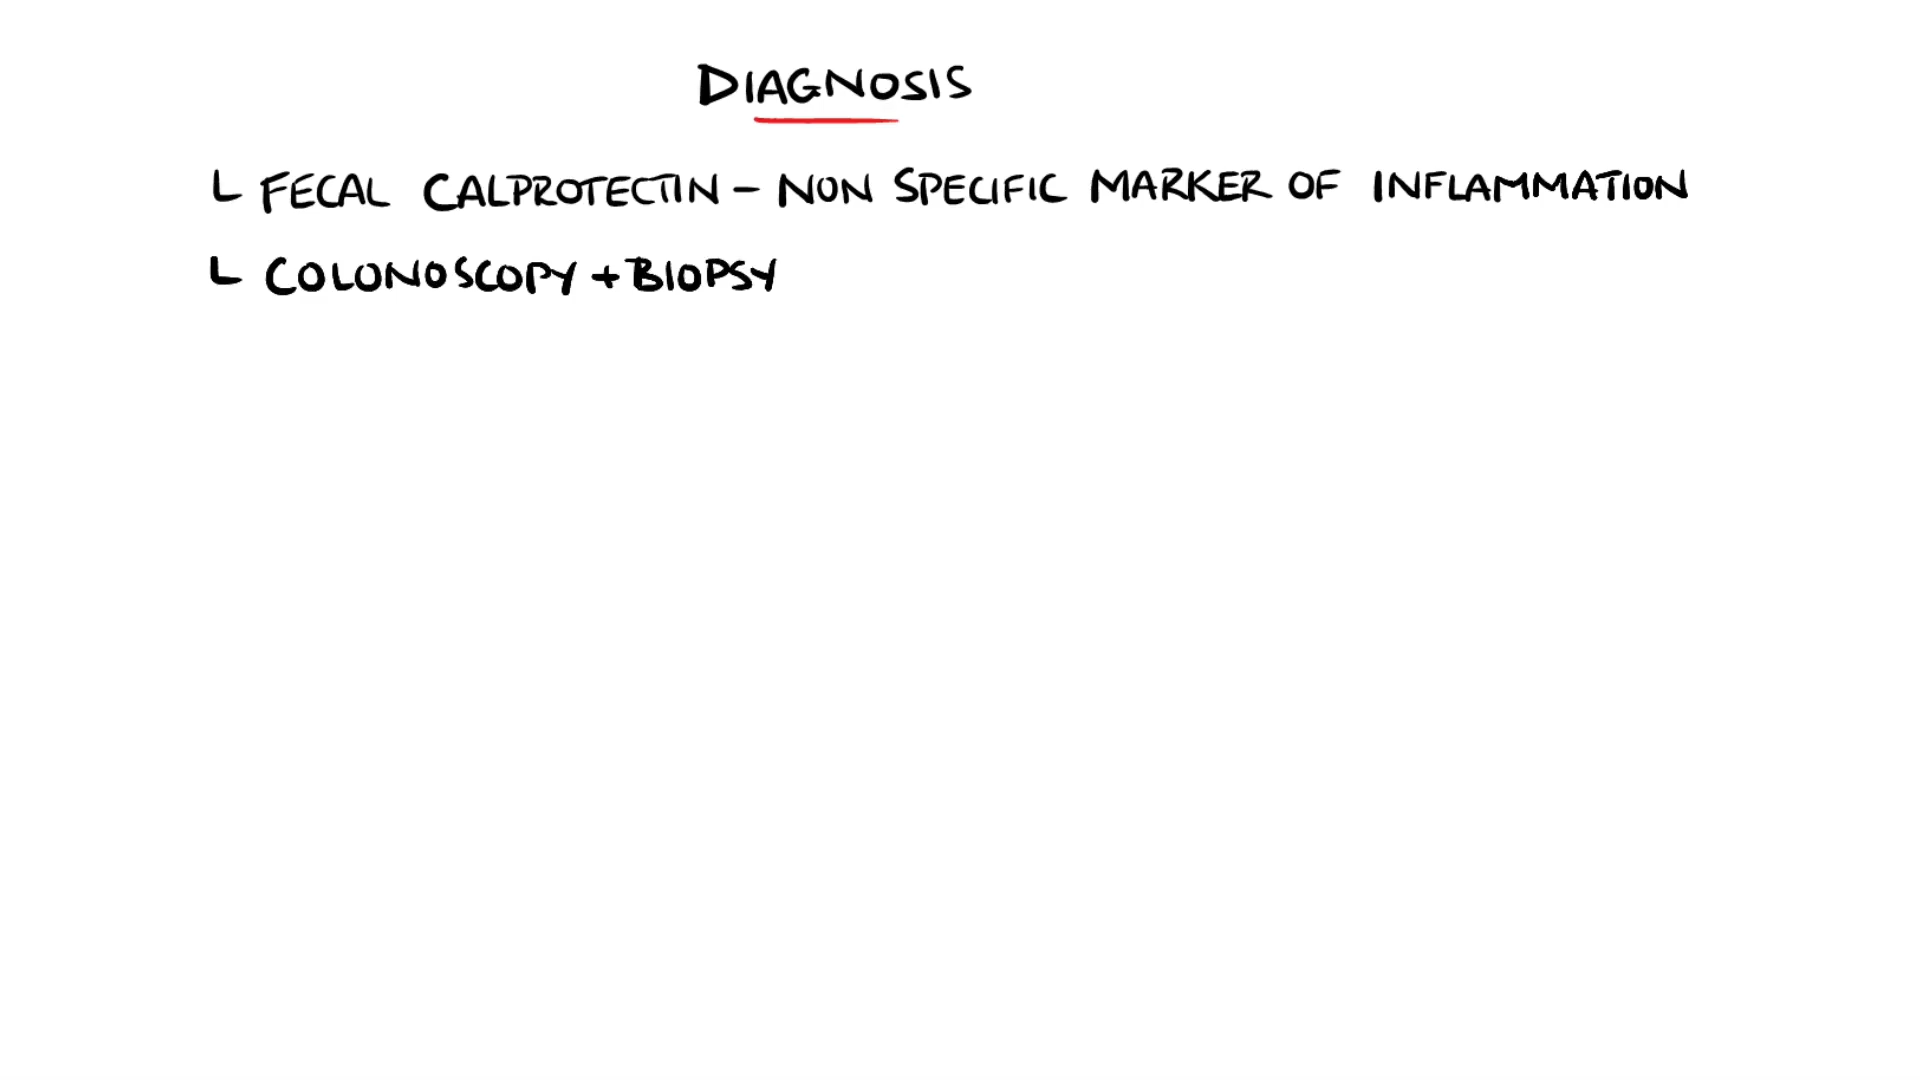 DIAGNOSIS
L FECAL CALPROTECTIN – NON SPECIFIC MARKER OF INFLAMMATION
L COLONOSCOPY + BIOPSY